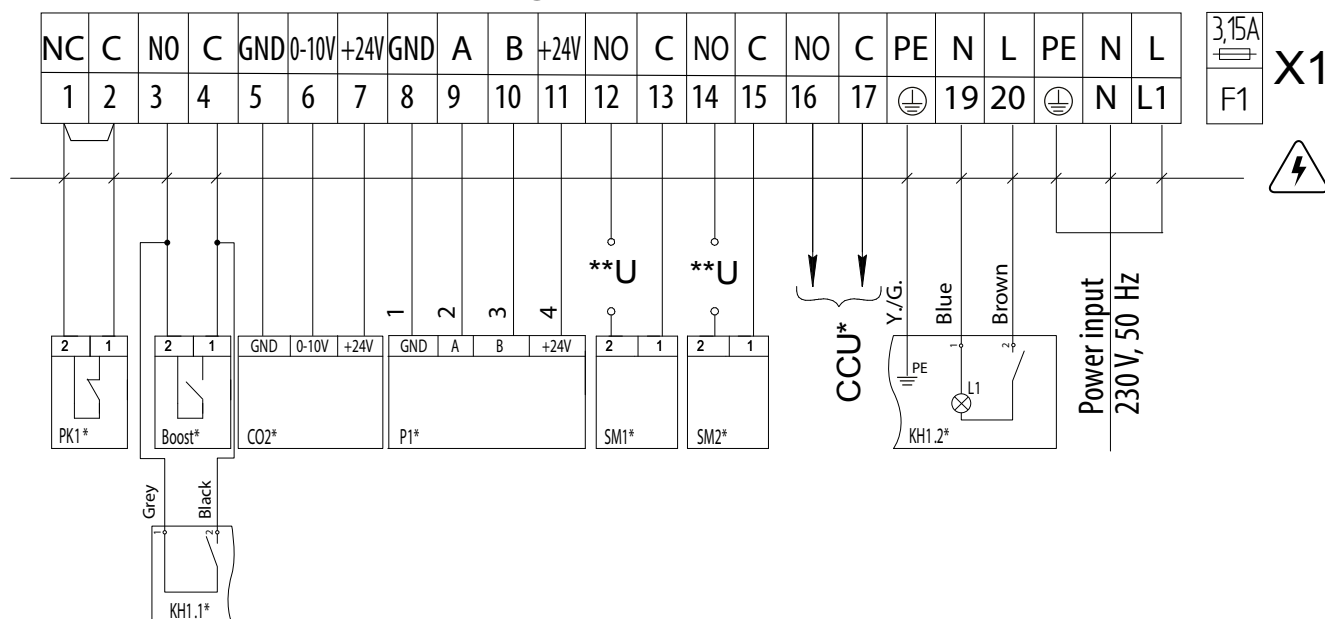 NC C NO C GND 0-10V +24V GND A B +24V NO C NO C NO C PE N L PE N L
3,15A
X1
1 2 3 4 5 6 7 8 9 10 11 12 13 14 15 16 17 19 20 N L1
F1
**U **U
1 2 3 4
Y./G. Blue Brown
CCU*
Power input
230 V, 50 Hz
2 1 2 1 GND 0-10V +24V GND A B +24V 2 1 2 1
1 2
PE
L1
PK1* Boost* CO2* P1* SM1* SM2* KH1.2*
Grey Black
1 2
KH1.1*